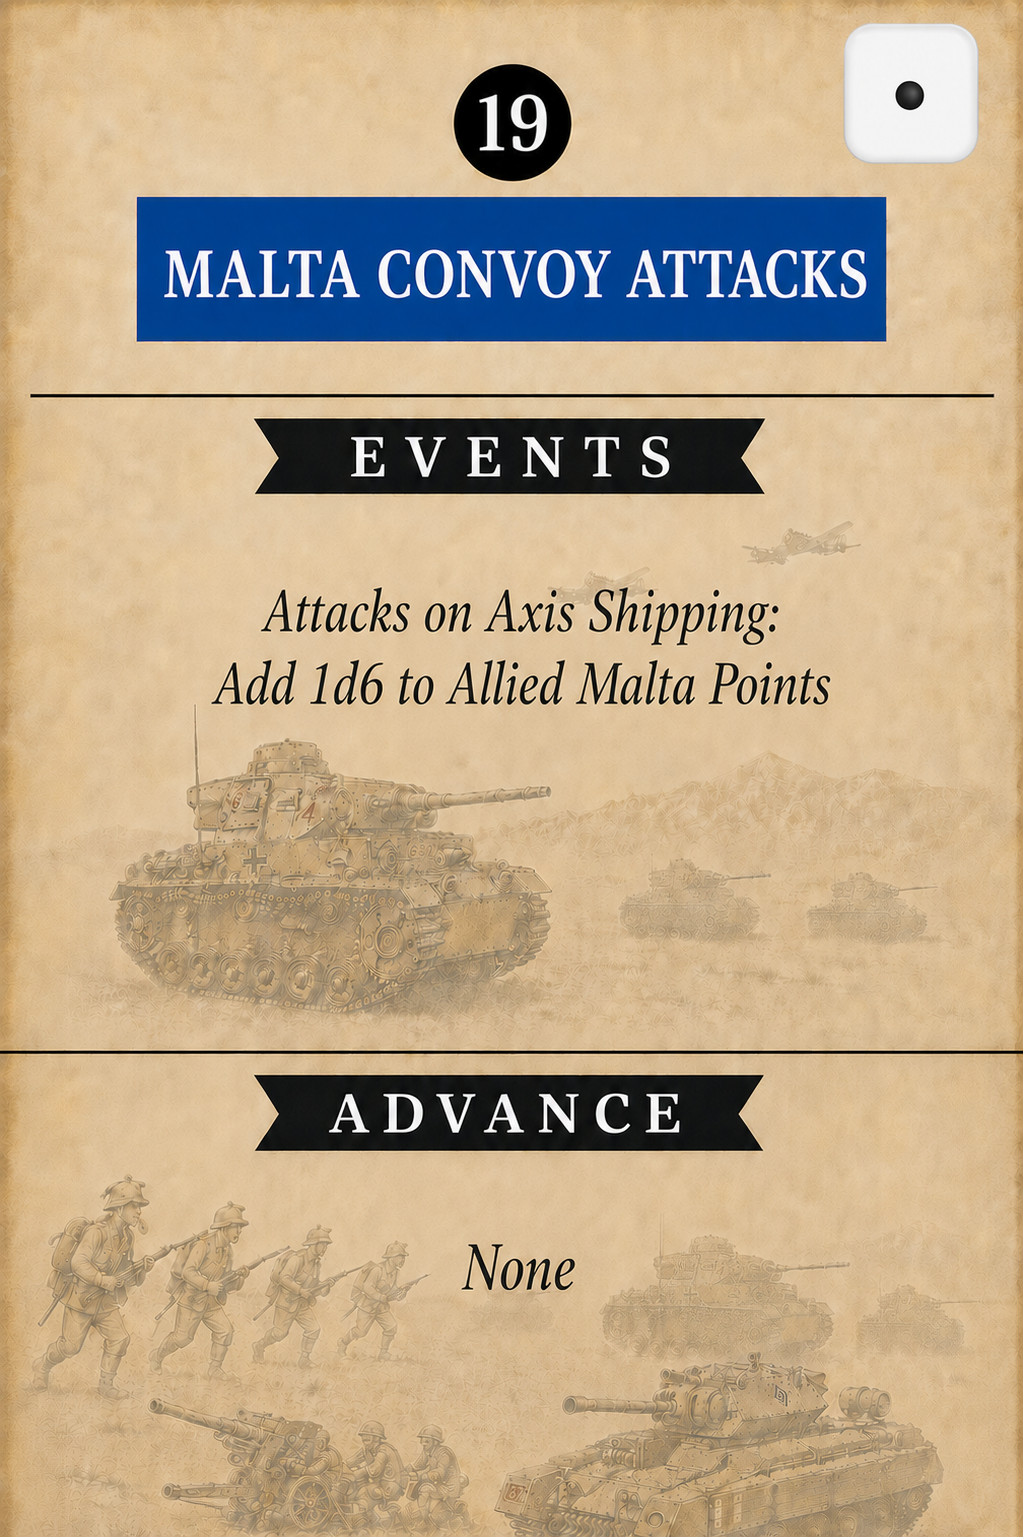 19
MALTA CONVOY ATTACKS
EVENTS
Attacks on Axis Shipping:
Add 1d6 to Allied Malta Points
ADVANCE
None